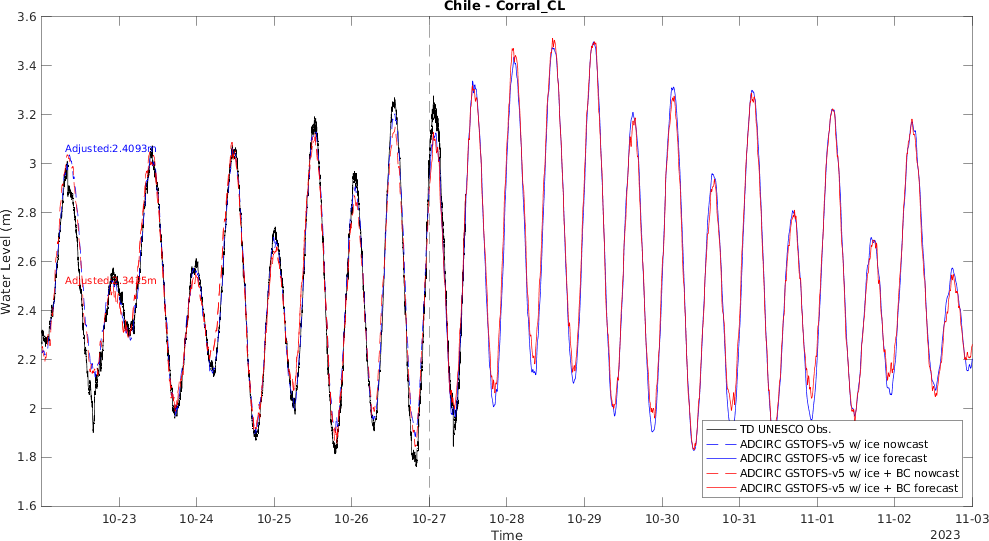 Chile - Corral_CL
3.6
3.4
3.2
3
2.8
2.6
2.4
2.2
2
1.8
1.6
Water Level (m)
Adjusted:2.4093m
10-23
10-24
10-25
10-26
10-27
10-28
10-29
10-30
10-31
11-01
11-02
11-03
Time
2023
TD UNESCO Obs.
ADCIRC GSTOFS-v5 w/ ice nowcast
ADCIRC GSTOFS-v5 w/ ice forecast
ADCIRC GSTOFS-v5 w/ ice + BC nowcast
ADCIRC GSTOFS-v5 w/ ice + BC forecast